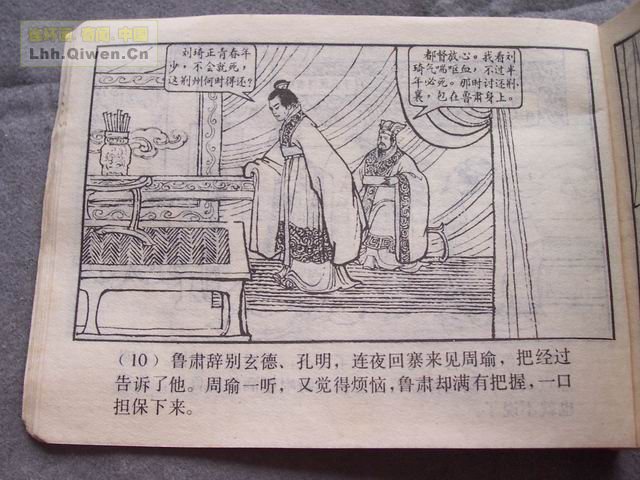 连环画·资讯·中国
Lhh.Qiwen.Cn
刘琦正青春年
少，不会就死，
这荆州何时得还？
都督放心。我看刘
琦气喘呕血，不过半
年必死。那时讨还荆
襄，包在鲁肃身上。
（10） 鲁肃辞别玄德、孔明，连夜回寨来见周瑜，把经过
告诉了他。周瑜一听，又觉得烦恼，鲁肃却满有把握，一口
担保下来。